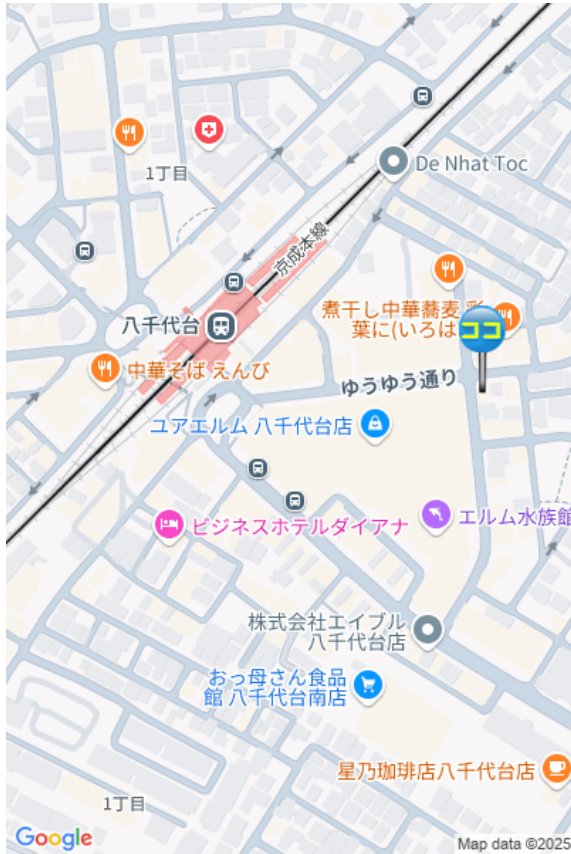 1丁目
De Nhat Toc
京成本線
八千代台
煮干し中華蕎麦 彩
葉に(いろは
ココ
中華そば えんび
ゆうゆう通り
ユアエルム 八千代台店
エルム水族館
ビジネスホテルダイアナ
株式会社エイブル
八千代台店
おっ母さん食品
館 八千代台南店
星乃珈琲店八千代台店
1丁目
Google
Map data ©2025